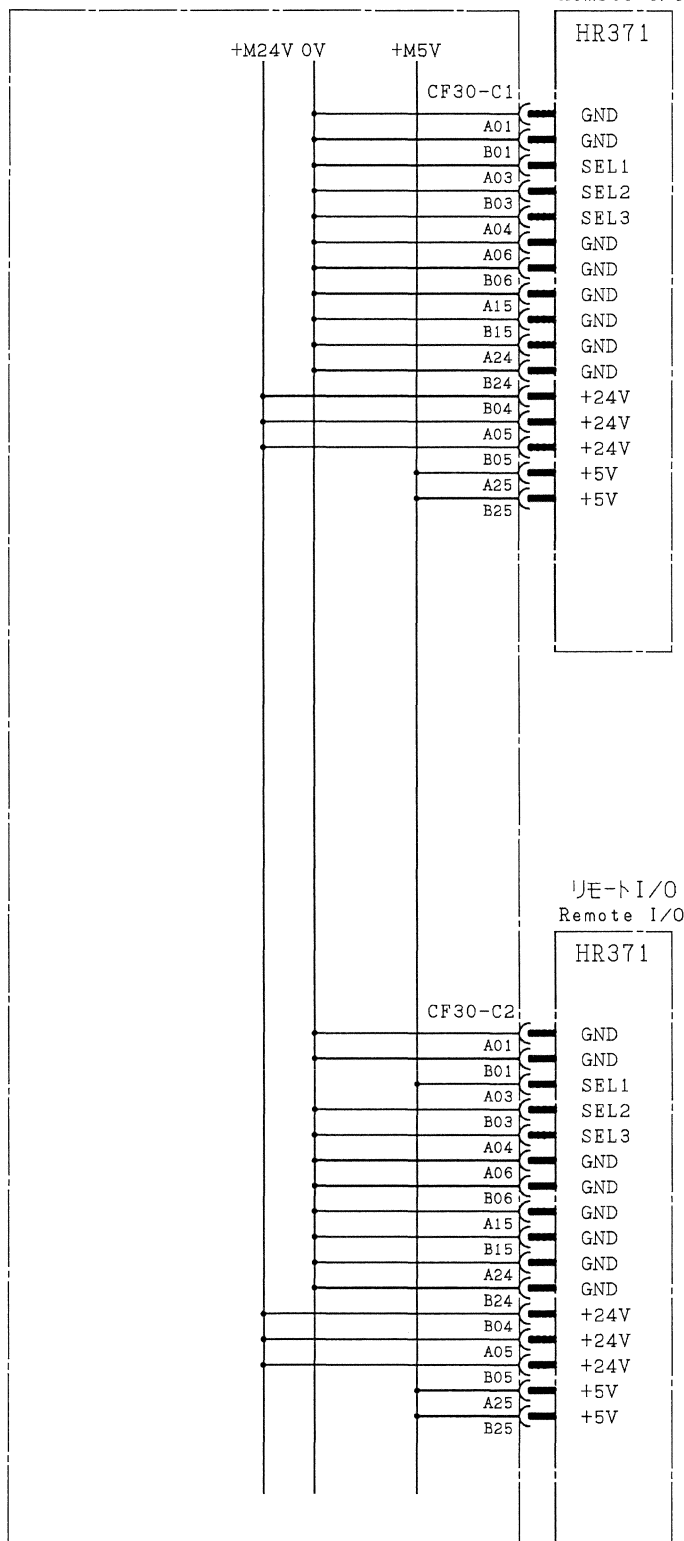 HR371
+M24V 0V +M5V
CF30-C1
A01 GND
B01 GND
A03 SEL1
B03 SEL2
A04 SEL3
A06 GND
B06 GND
A15 GND
B15 GND
A24 GND
B24 GND
B04 +24V
A05 +24V
B05 +24V
A25 +5V
B25 +5V
リモートI/O
Remote I/O
HR371
CF30-C2
A01 GND
B01 GND
A03 SEL1
B03 SEL2
A04 SEL3
A06 GND
B06 GND
A15 GND
B15 GND
A24 GND
B24 GND
B04 +24V
A05 +24V
B05 +24V
A25 +5V
B25 +5V